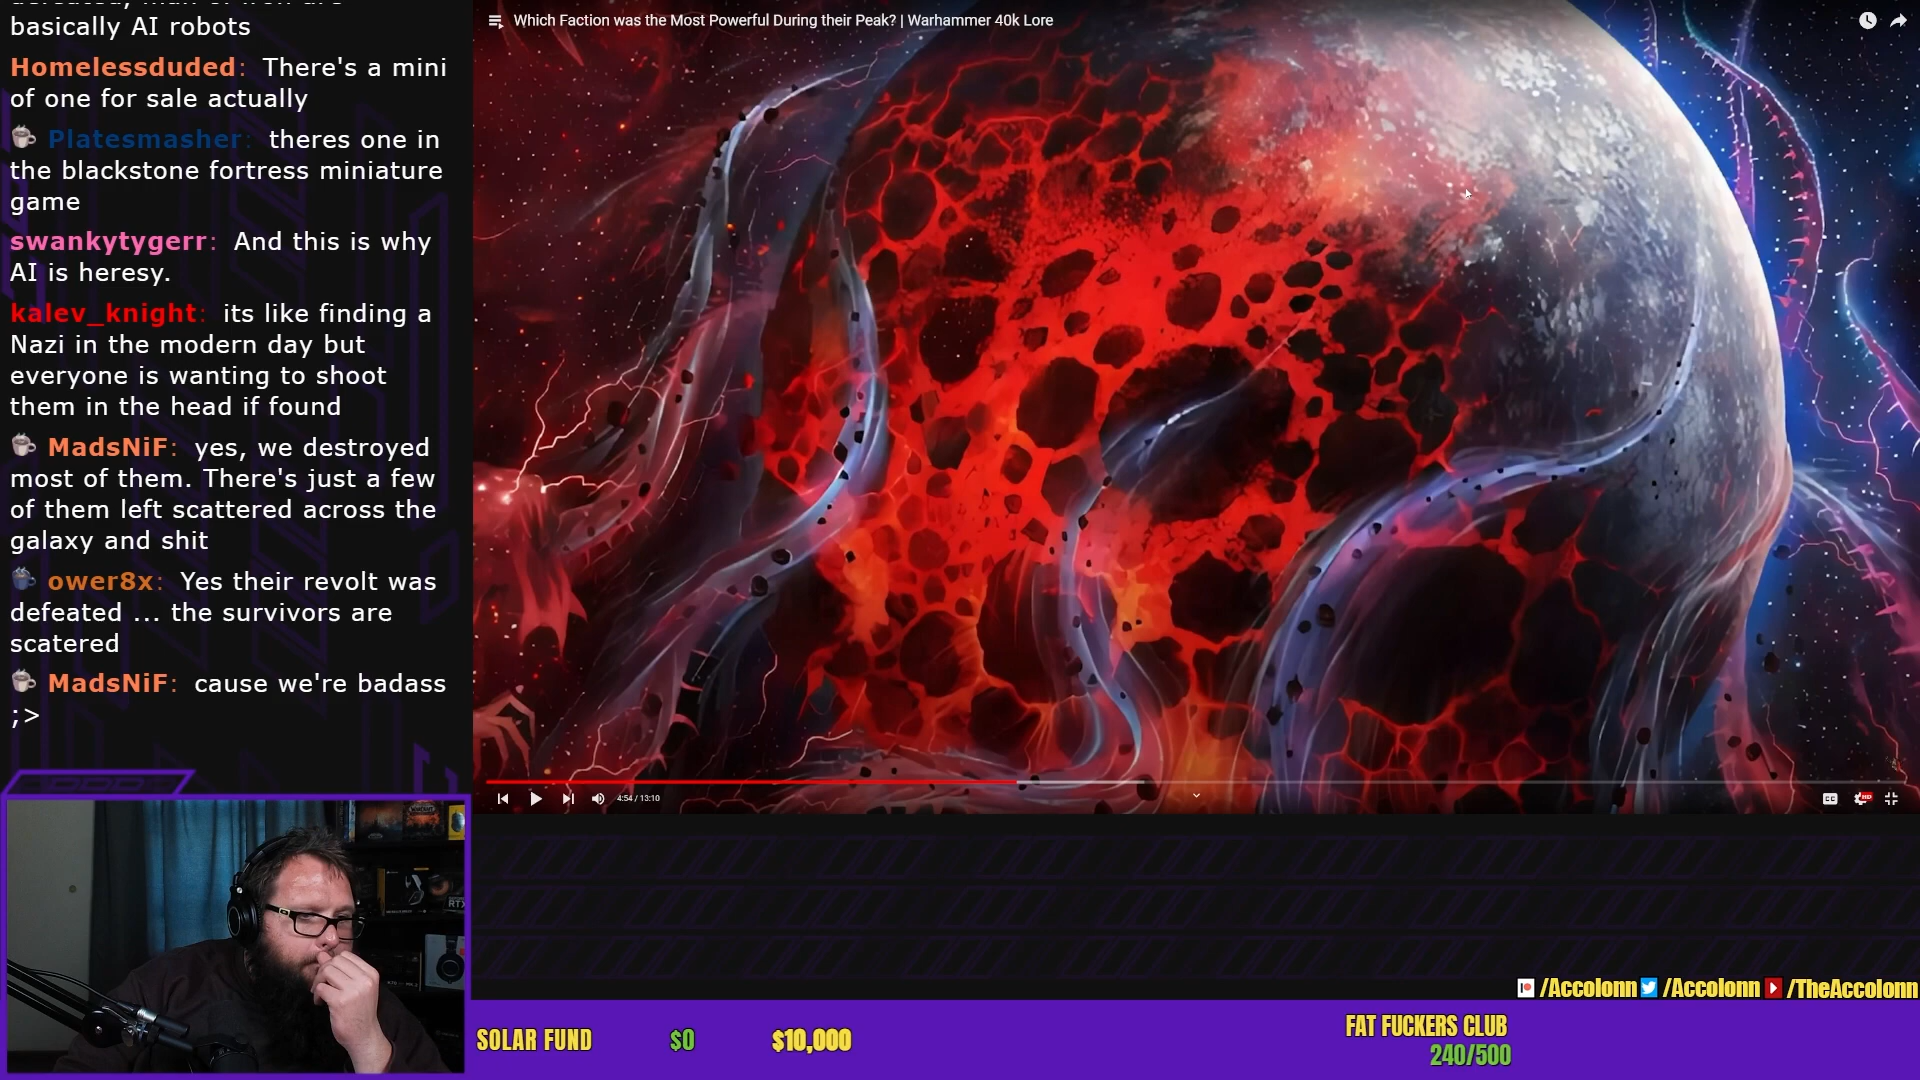 basically AI robots
Homelessduded: There's a mini
of one for sale actually
Platesmasher: theres one in
the blackstone fortress miniature
game
swankytygerr: And this is why
AI is heresy.
kalev_knight: its like finding a
Nazi in the modern day but
everyone is wanting to shoot
them in the head if found
MadsNiF: yes, we destroyed
most of them. There's just a few
of them left scattered across the
galaxy and shit
ower8x: Yes their revolt was
defeated ... the survivors are
scatered
MadsNiF: cause we're badass
;>
Which Faction was the Most Powerful During their Peak? | Warhammer 40k Lore
4:54 / 13:10
CC
HD
/Accolonn /Accolonn /TheAccolonn
SOLAR FUND $0 $10,000
FAT FUCKERS CLUB
240/500